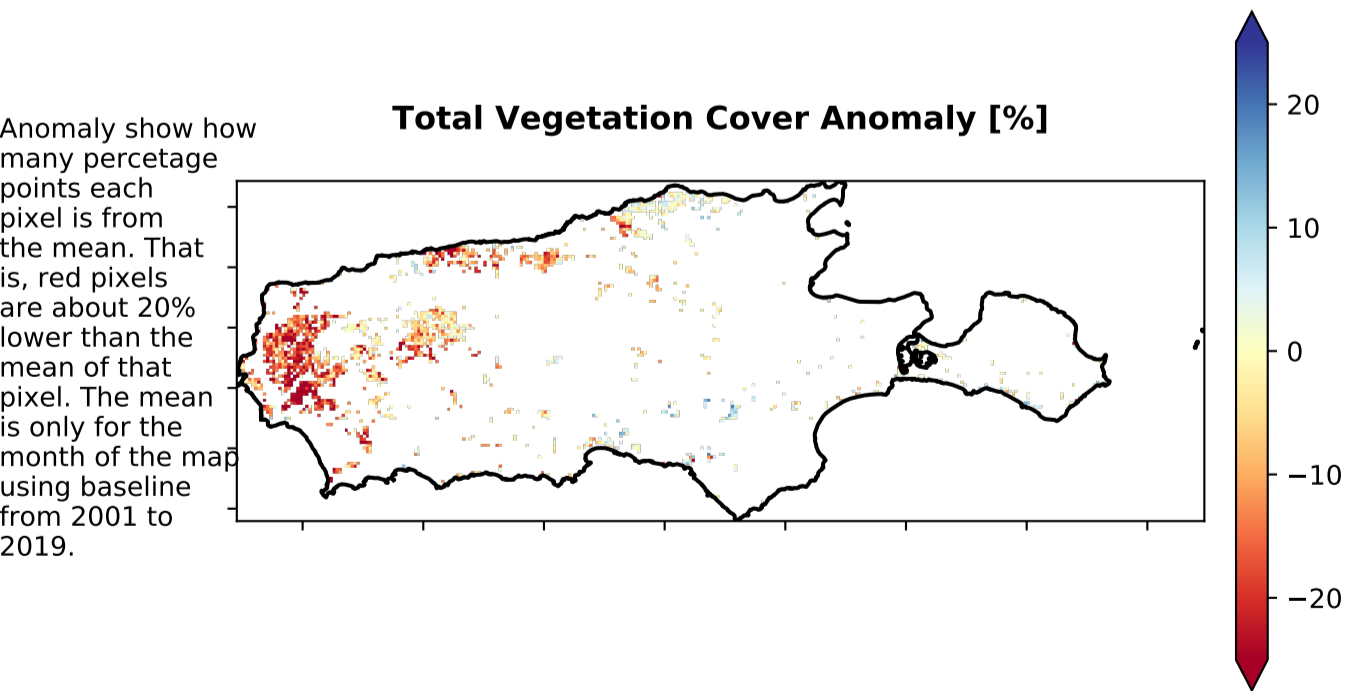 Total Vegetation Cover Anomaly [%]
Anomaly show how
many percetage
points each
pixel is from
the mean. That
is, red pixels
are about 20%
lower than the
mean of that
pixel. The mean
is only for the
month of the map
using baseline
from 2001 to
2019.
20
10
0
−10
−20